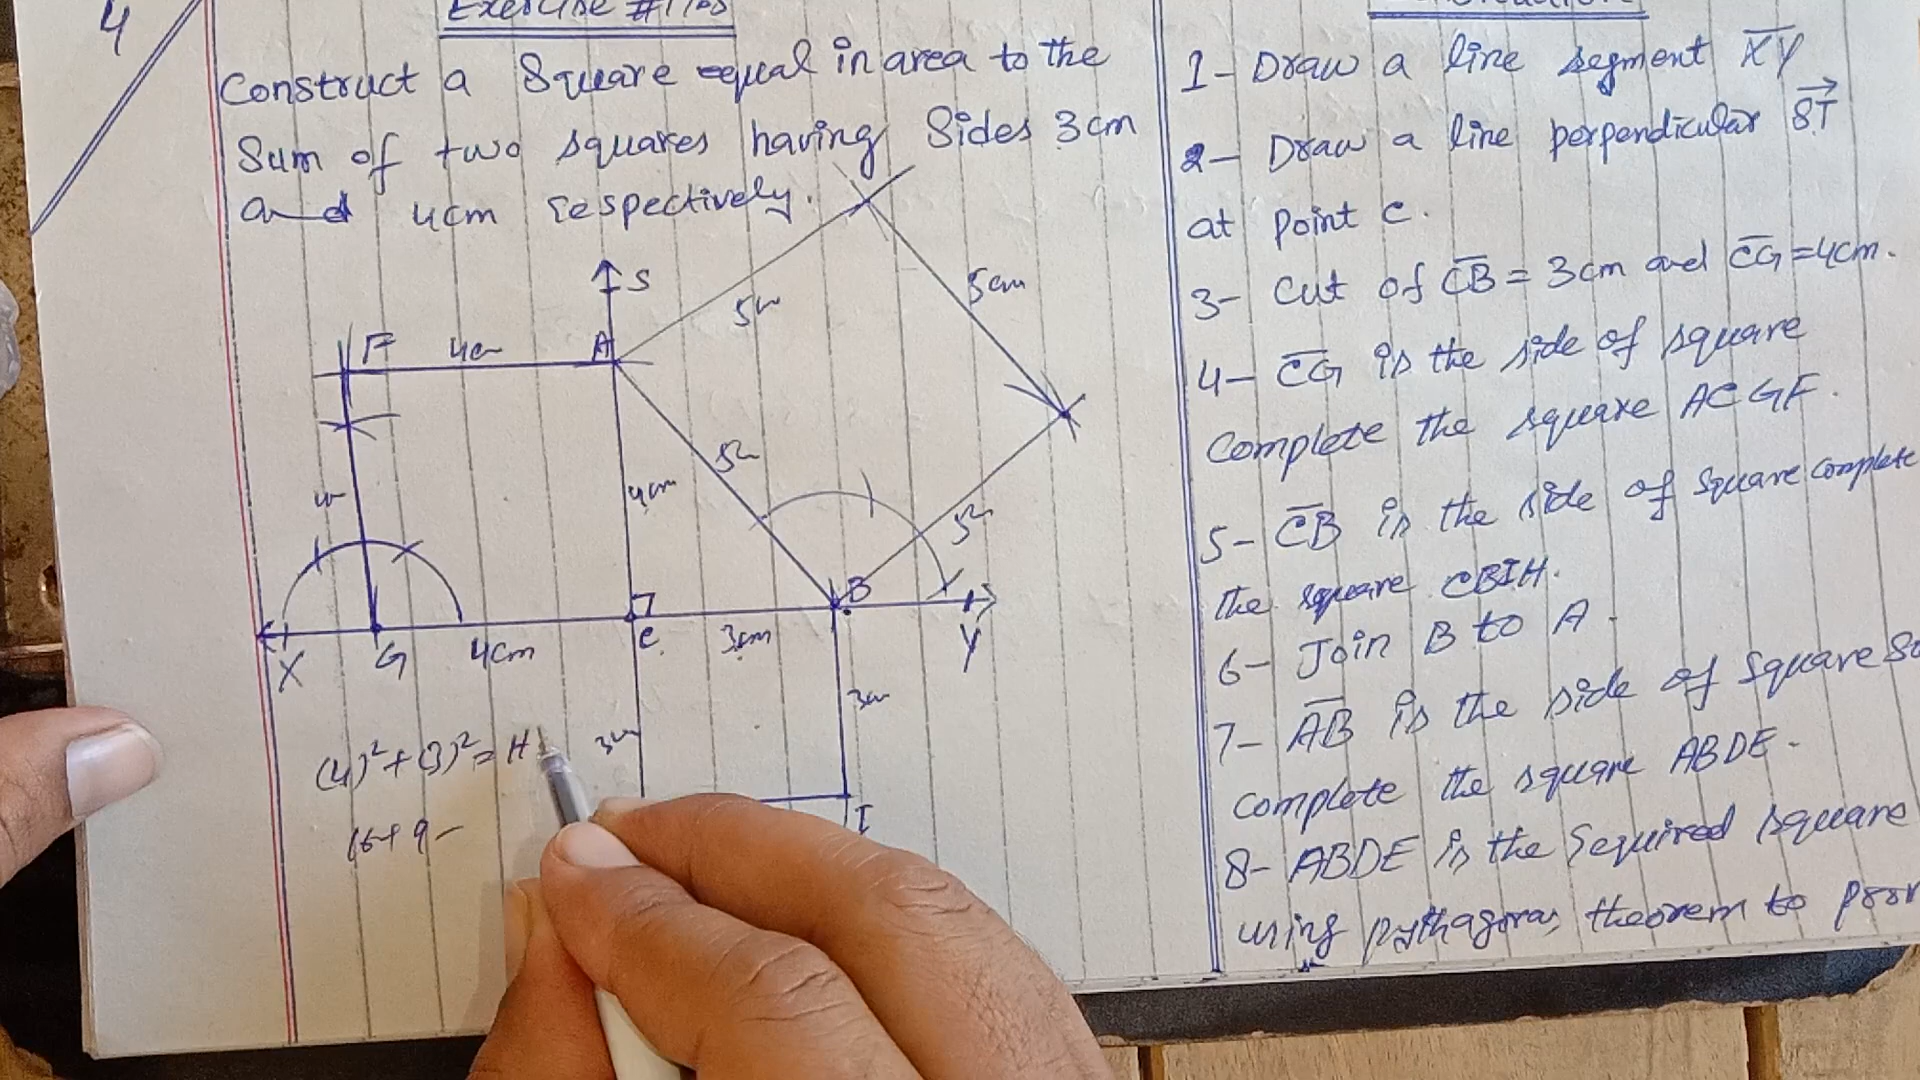 4
Construct a Square equal in area to the
Sum of two squares having Sides 3cm
and 4cm respectively.
S
F
4cm
A
5cm
5cm
5cm
4cm
5cm
B
X
G
4cm
C
3cm
Y
3cm
3cm
I
(4)² + (3)² = H
16+9-
1- Draw a line segment XY
2- Draw a line perpendicular ST
at point C.
3- Cut of CB = 3cm and CG = 4cm.
4- CG is the side of square
Complete the square ACGF.
5- CB is the side of square complete
the square CBIH.
6- Join B to A.
7- AB is the side of square So
complete the square ABDE.
8- ABDE is the required square
using pythagoras theorem to